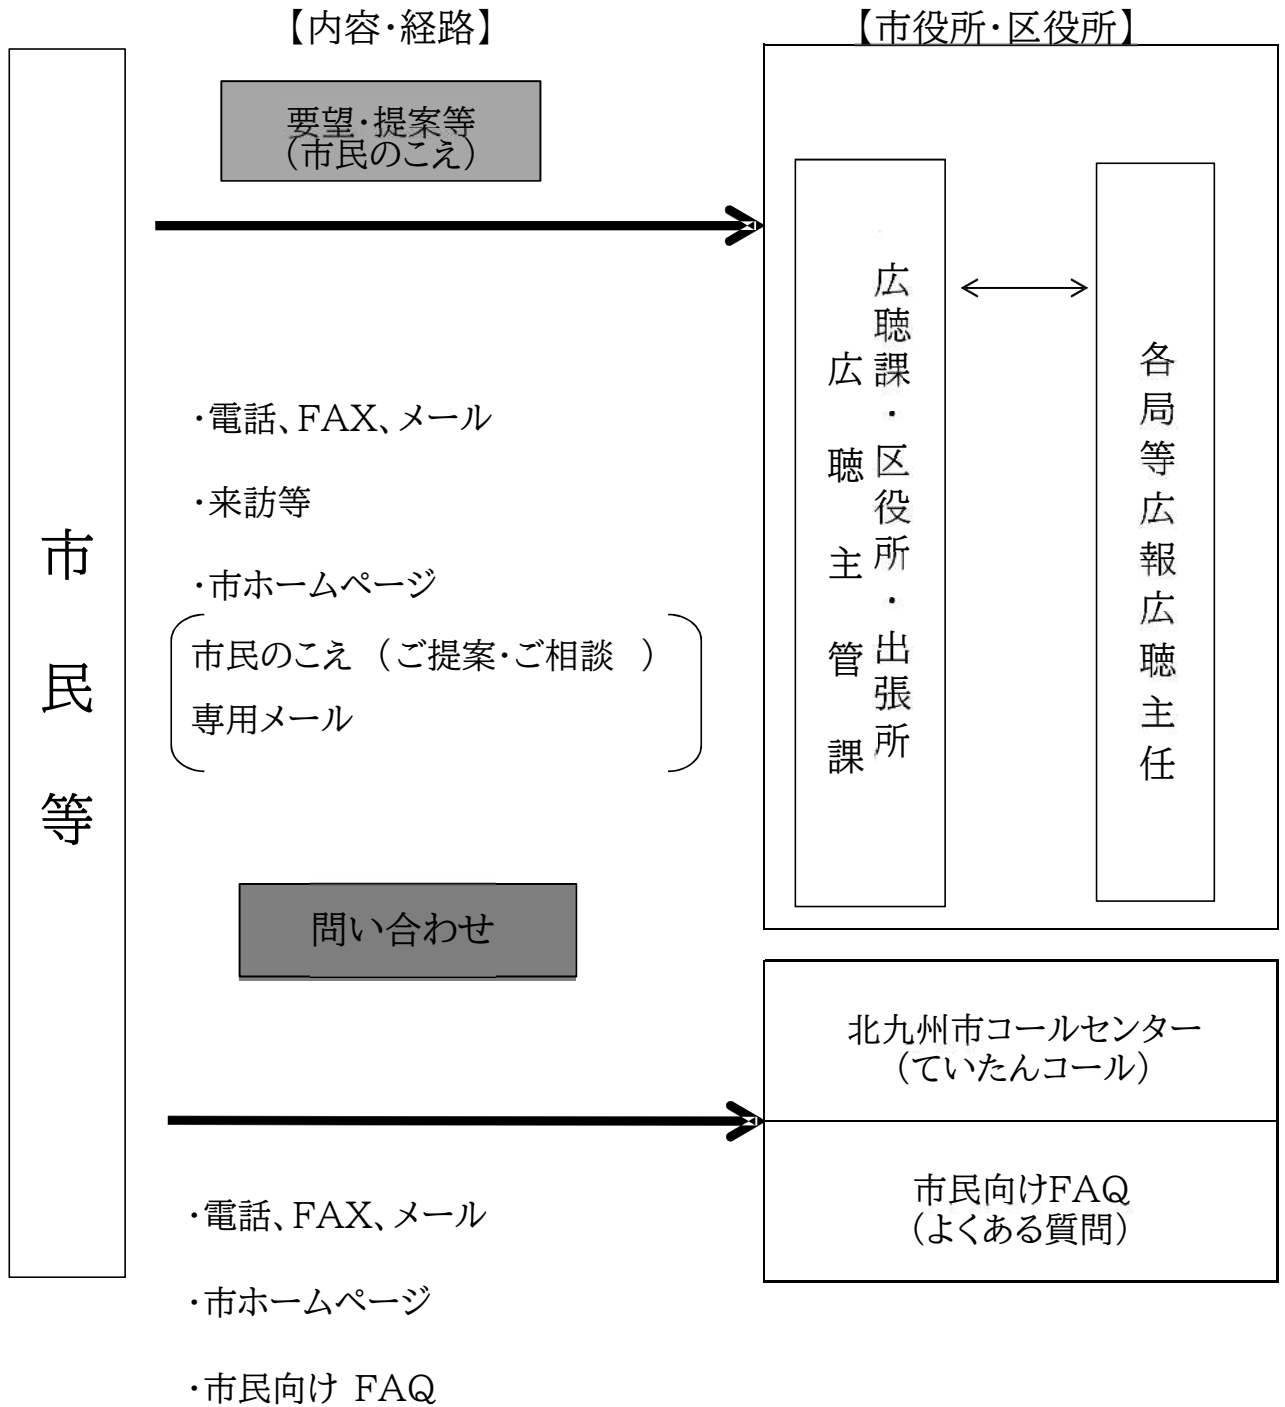 【内容・経路】
【市役所・区役所】
市民等
要望・提案等
（市民のこえ）
・電話、FAX、メール
・来訪等
・市ホームページ
市民のこえ （ご提案・ご相談 ）
専用メール
広聴課・区役所・出張所
広聴主管課
各局等広報広聴主任
問い合わせ
・電話、FAX、メール
・市ホームページ
・市民向け FAQ
北九州市コールセンター
（ていたんコール）
市民向けFAQ
（よくある質問）